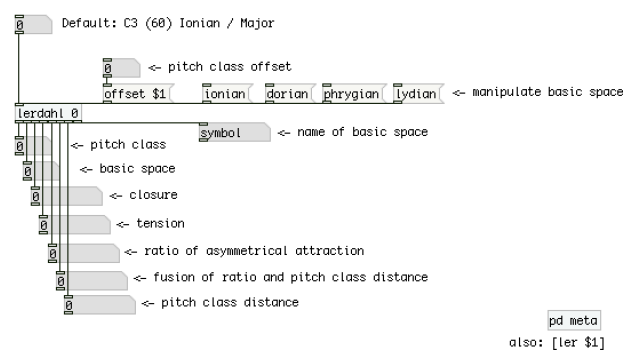 0 Default: C3 (60) Ionian / Major
0 <- pitch class offset
offset $1 ionian dorian phrygian lydian <- manipulate basic space
lerdahl 0
symbol <- name of basic space
0 <- pitch class
0 <- basic space
0 <- closure
0 <- tension
0 <- ratio of asymmetrical attraction
0 <- fusion of ratio and pitch class distance
0 <- pitch class distance
pd meta
also: [ler $1]